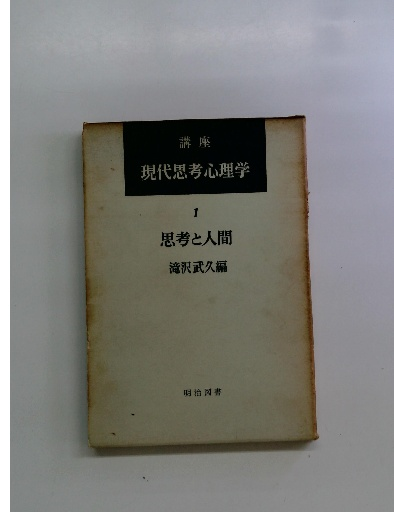 講座
現代思考心理学
1
思考と人間
滝沢武久編
明治図書